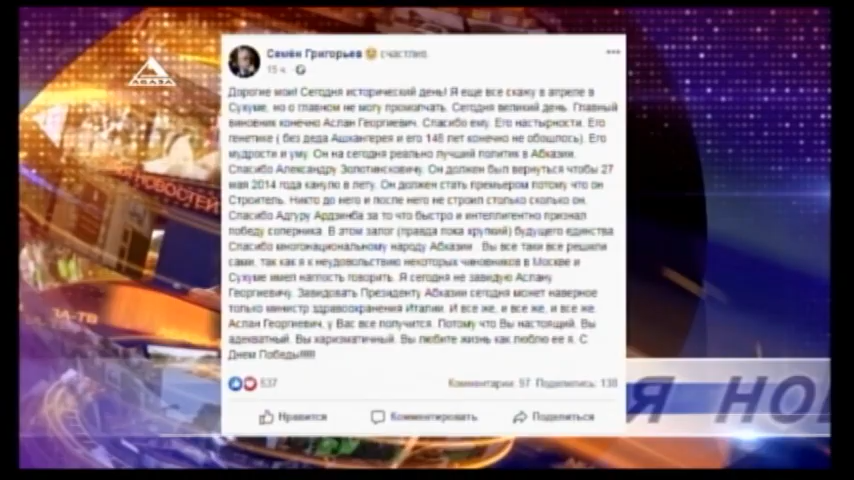 АБАЗА
НОВОСТЕЙ
ЗА-ТВ
Семён Григорьев счастлив.
15 ч.
Дорогие мои! Сегодня исторический день! Я еще все скажу в апреле в
Сухуме, но о главном не могу промолчать. Сегодня великий день. Главный
виновник конечно Аслан Георгиевич. Спасибо ему. Его настырности. Его
генетике ( без деда Ашхангерея и его 148 лет конечно не обошлось). Его
мудрости и уму. Он на сегодня реально лучший политик в Абхазии.
Спасибо Александру Золотинсковичу. Он должен был вернуться чтобы 27
мая 2014 года кануло в лету. Он должен стать премьером потому что он
Строитель. Никто до него и после него не строил столько сколько он.
Спасибо Адгуру Ардзинба за то что быстро и интеллигентно признал
победу соперника. В этом залог (правда пока хрупкий) будущего единства
Спасибо многонациональному народу Абхазии . Вы все таки все решили
сами, так как я к неудовольствию некоторых чиновников в Москве и
Сухуме имел наглость говорить. Я сегодня не завидую Аслану
Георгиевичу. Завидовать Президенту Абхазии сегодня может наверное
только министр здравоохранения Италии. И все же, и все же, и все же.
Аслан Георгиевич, у Вас все получится. Потому что Вы настоящий. Вы
адекватный. Вы харизматичный. Вы любите жизнь как люблю ее я. С
Днем Победы!!!!!!
637 Комментарии: 97 Поделились: 138
Нравится Комментировать Поделиться
Я НО